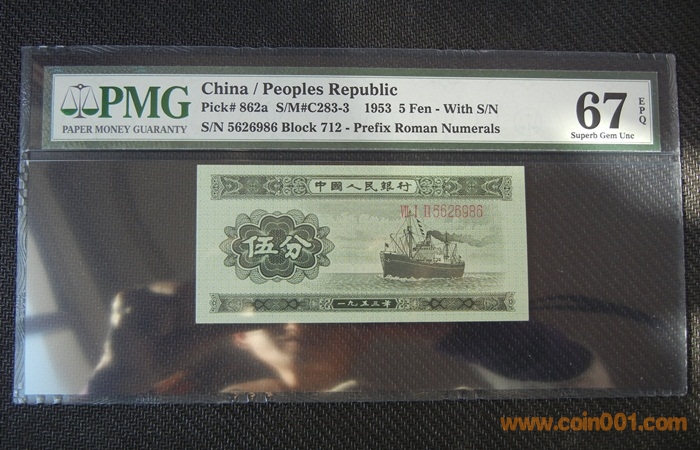 PMG
PAPER MONEY GUARANTY
China / Peoples Republic
Pick# 862a S/M#C283-3 1953 5 Fen - With S/N
S/N 5626986 Block 712 - Prefix Roman Numerals
67 EPQ
Superb Gem Unc
中國人民銀行
VII I II 5626986
伍分
一九五三年
www.coin001.com